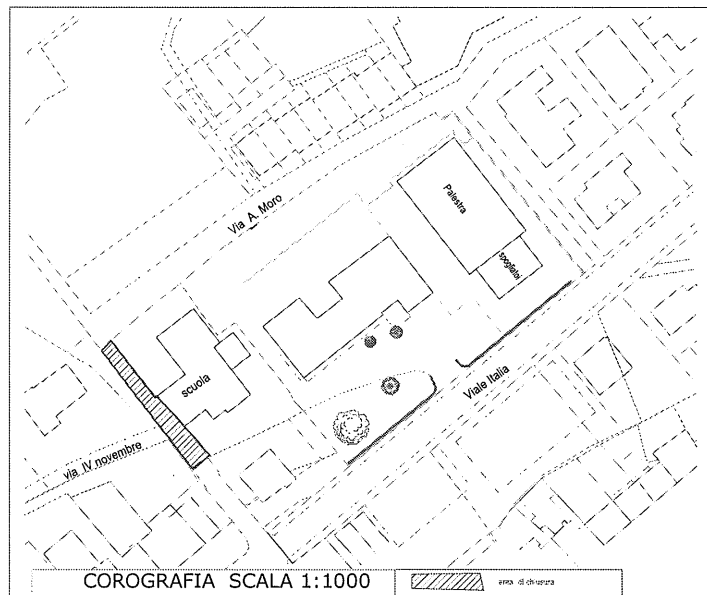 Via A. Moro
Palestra
spogliatoi
scuola
Viale Italia
via IV novembre
COROGRAFIA SCALA 1:1000
area di chiusura